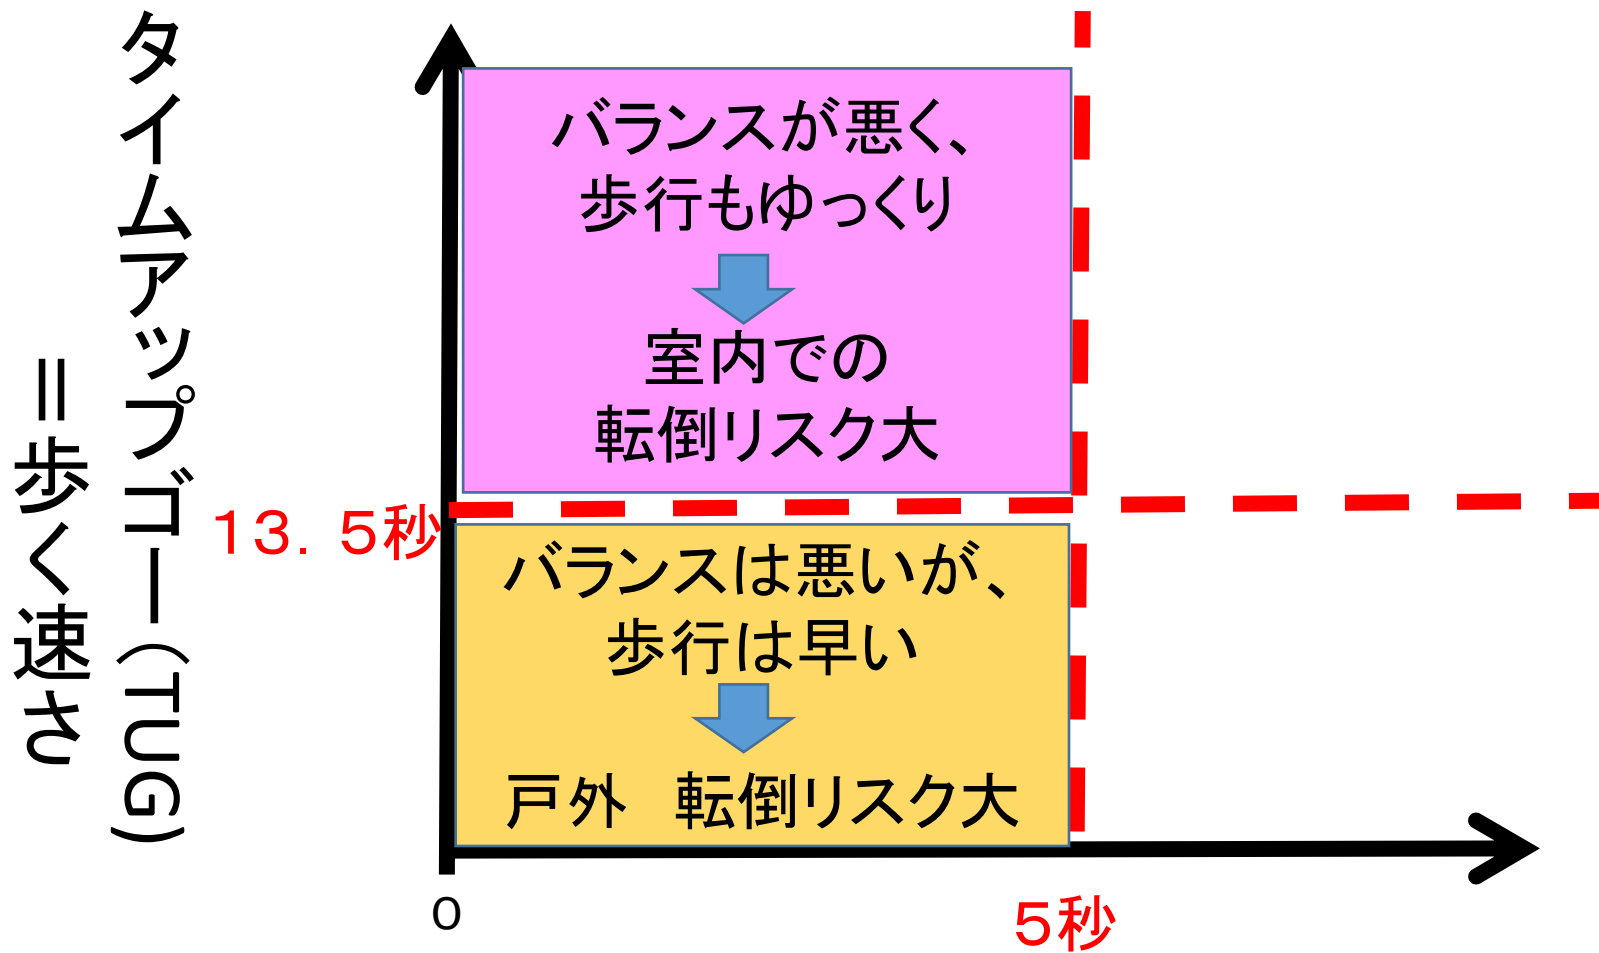 タイムアップゴー(TUG)
＝歩く速さ
バランスが悪く、
歩行もゆっくり
室内での
転倒リスク大
１３．５秒
バランスは悪いが、
歩行は早い
戸外　転倒リスク大
0
５秒